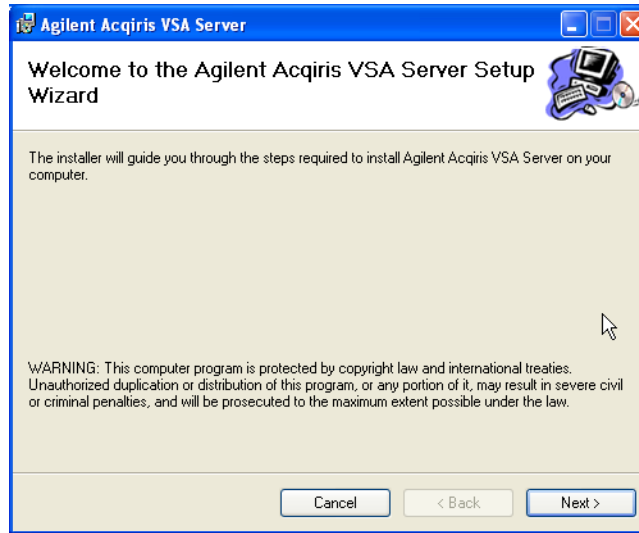 Agilent Acqiris VSA Server
Welcome to the Agilent Acqiris VSA Server Setup
Wizard
The installer will guide you through the steps required to install Agilent Acqiris VSA Server on your
computer.
WARNING: This computer program is protected by copyright law and international treaties.
Unauthorized duplication or distribution of this program, or any portion of it, may result in severe civil
or criminal penalties, and will be prosecuted to the maximum extent possible under the law.
Cancel
< Back
Next >